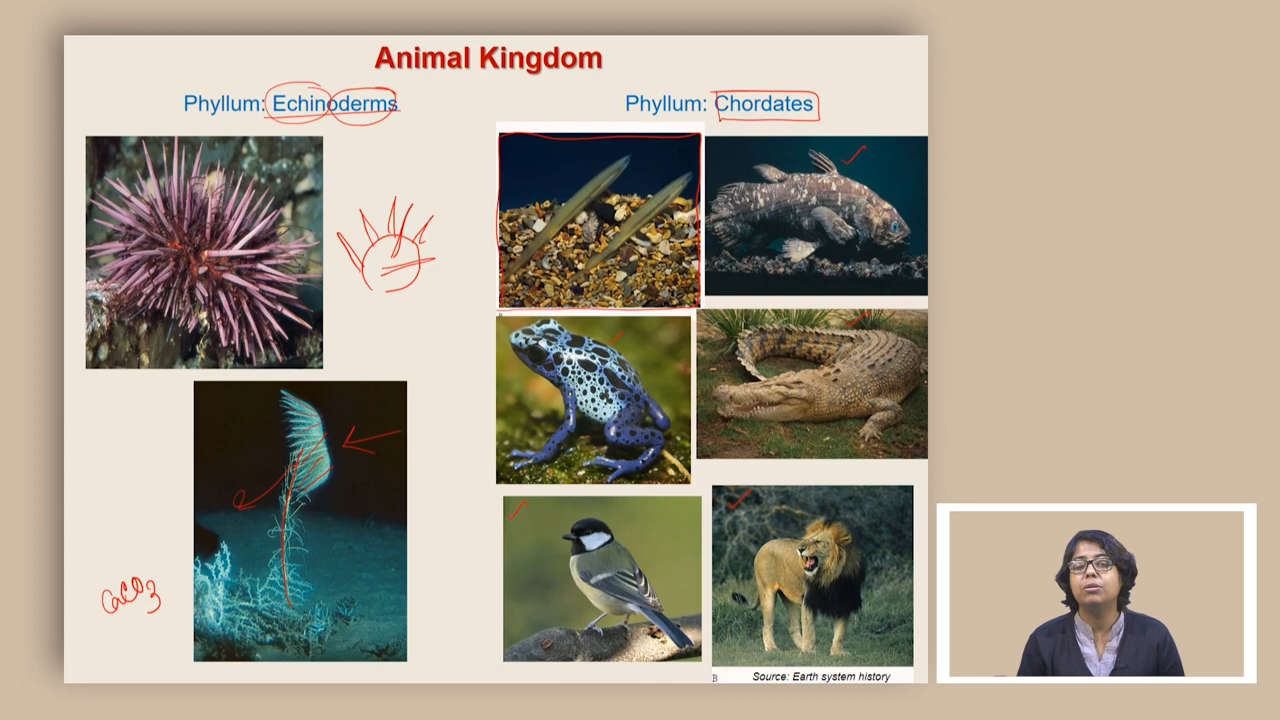 Animal Kingdom
Phyllum: Echinoderms
Phyllum: Chordates
CaCO3
B
Source: Earth system history